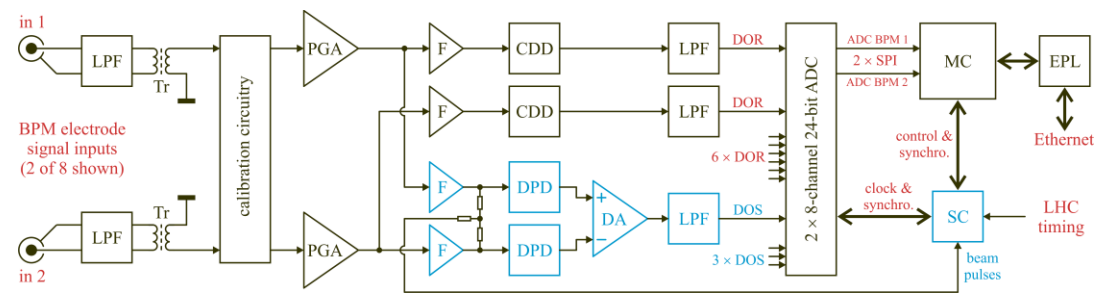 in 1
LPF
Tr
BPM electrode
signal inputs
(2 of 8 shown)
Tr
LPF
in 2
calibration circuitry
PGA
PGA
F
CDD
LPF
DOR
F
CDD
LPF
DOR
6 × DOR
F
DPD
F
DPD
+
−
DA
LPF
DOS
3 × DOS
2 × 8-channel 24-bit ADC
ADC BPM 1
2 × SPI
ADC BPM 2
MC
EPL
Ethernet
control &
synchro.
clock &
synchro.
SC
LHC
timing
beam
pulses